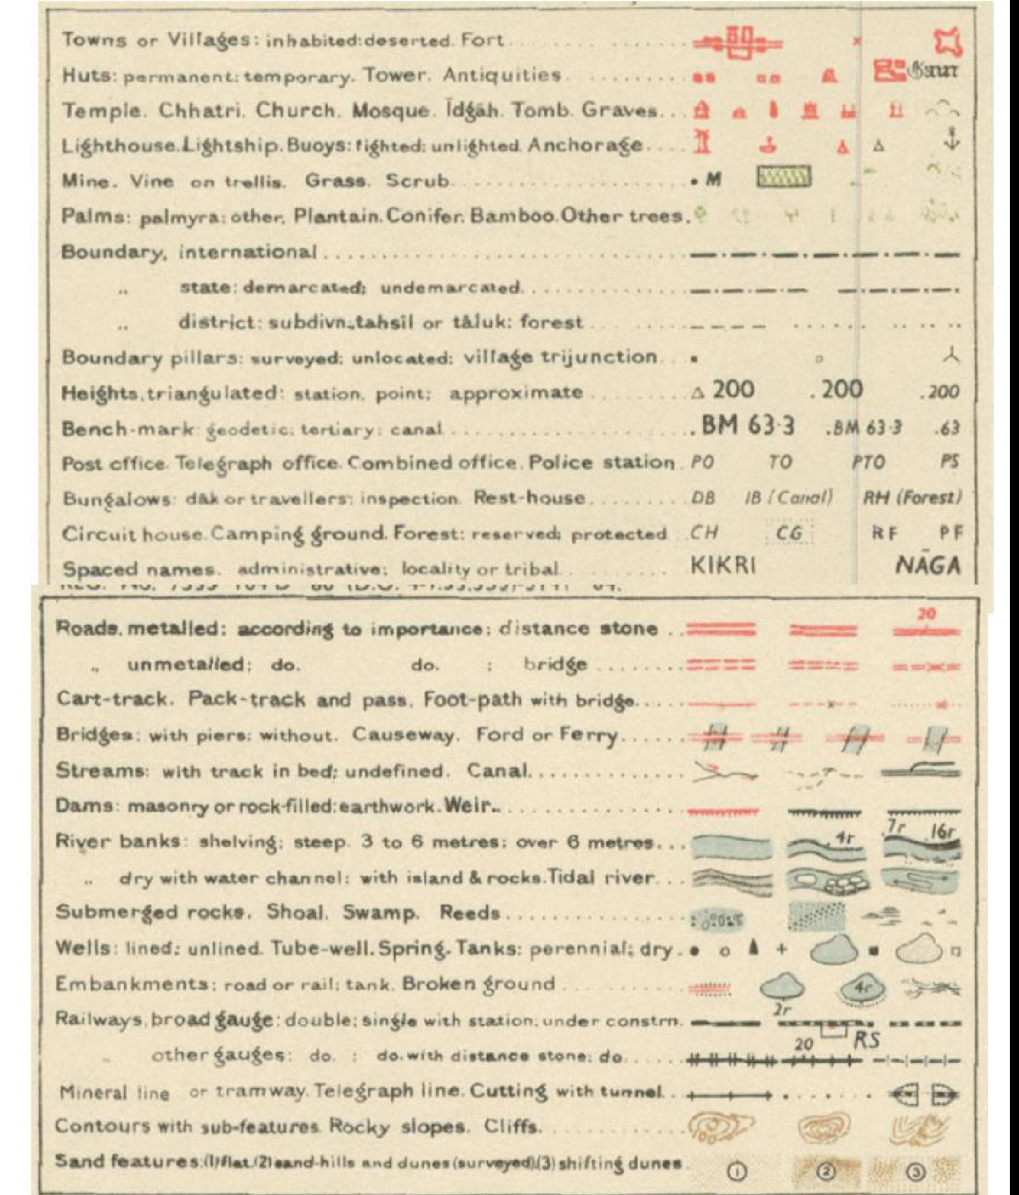 Towns or Villages: inhabited: deserted. Fort
Huts: permanent: temporary. Tower. Antiquities Gaur
Temple. Chhatri. Church. Mosque. Īdgāh. Tomb. Graves
Lighthouse. Lightship. Buoys: lighted: unlighted. Anchorage
Mine. Vine on trellis. Grass. Scrub . M
Palms: palmyra: other. Plantain. Conifer. Bamboo. Other trees.
Boundary, international
" state: demarcated; undemarcated
" district: subdivn., tahsil or tāluk: forest
Boundary pillars: surveyed; unlocated; village trijunction
Heights, triangulated: station, point; approximate 200 .200 .200
Bench-mark: geodetic; tertiary; canal .BM 63·3 .BM 63·3 .63
Post office. Telegraph office. Combined office. Police station. PO TO PTO PS
Bungalows: dāk or travellers; inspection. Rest-house DB IB (Canal) RH (Forest)
Circuit house. Camping ground. Forest: reserved; protected CH CG RF PF
Spaced names. administrative; locality or tribal KIKRI NĀGA
Roads, metalled; according to importance; distance stone 20
" unmetalled; do. do. ; bridge
Cart-track. Pack-track and pass. Foot-path with bridge
Bridges: with piers; without. Causeway. Ford or Ferry
Streams: with track in bed; undefined. Canal
Dams: masonry or rock-filled: earthwork. Weir
River banks: shelving; steep. 3 to 6 metres; over 6 metres 4r 7r 16r
" dry with water channel; with island & rocks. Tidal river
Submerged rocks. Shoal. Swamp. Reeds
Wells: lined; unlined. Tube-well. Spring. Tanks: perennial; dry
Embankments: road or rail; tank. Broken ground 2r 4r
Railways, broad gauge: double; single with station; under constrn. RS
" other gauges: do. ; do. with distance stone; do. 20
Mineral line or tramway. Telegraph line. Cutting with tunnel
Contours with sub-features. Rocky slopes. Cliffs
Sand features: (1) flat. (2) sand-hills and dunes (surveyed). (3) shifting dunes. 1 2 3